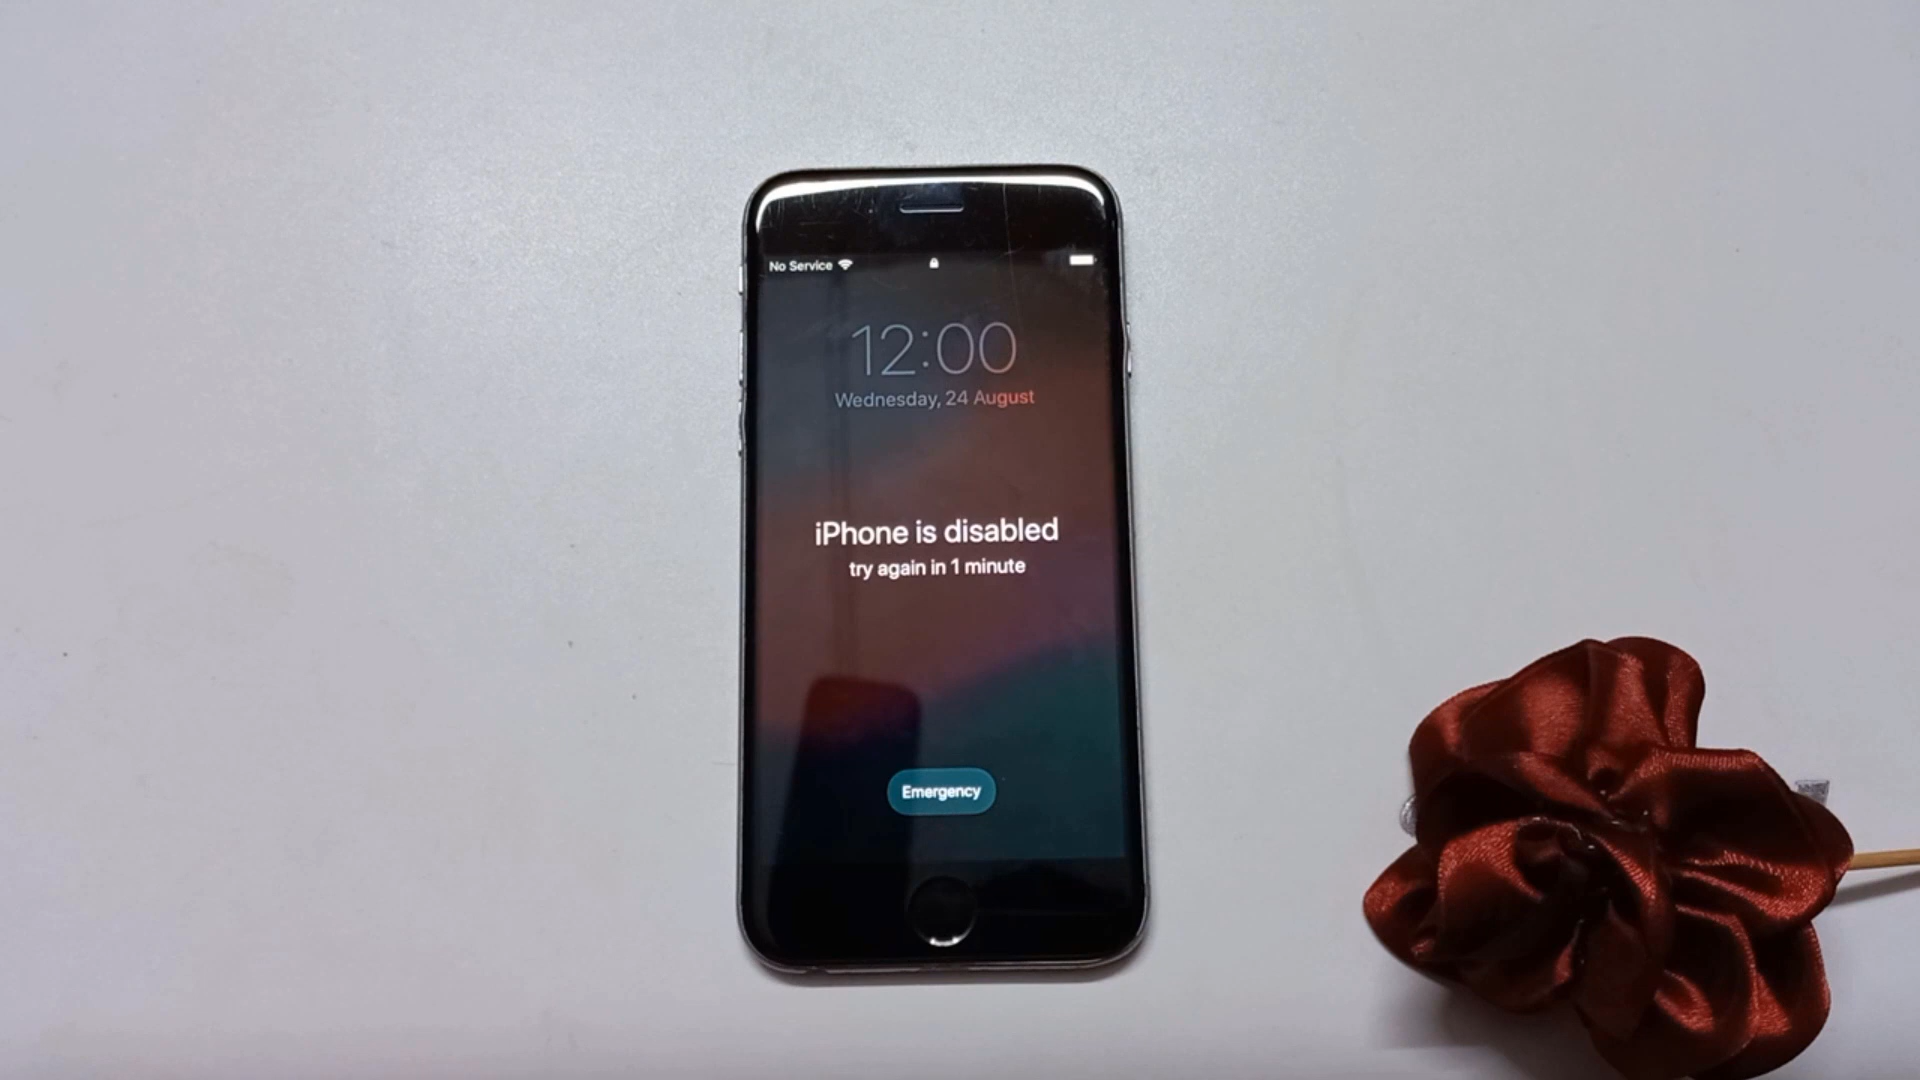 No Service
12:00
Wednesday, 24 August
iPhone is disabled
try again in 1 minute
Emergency